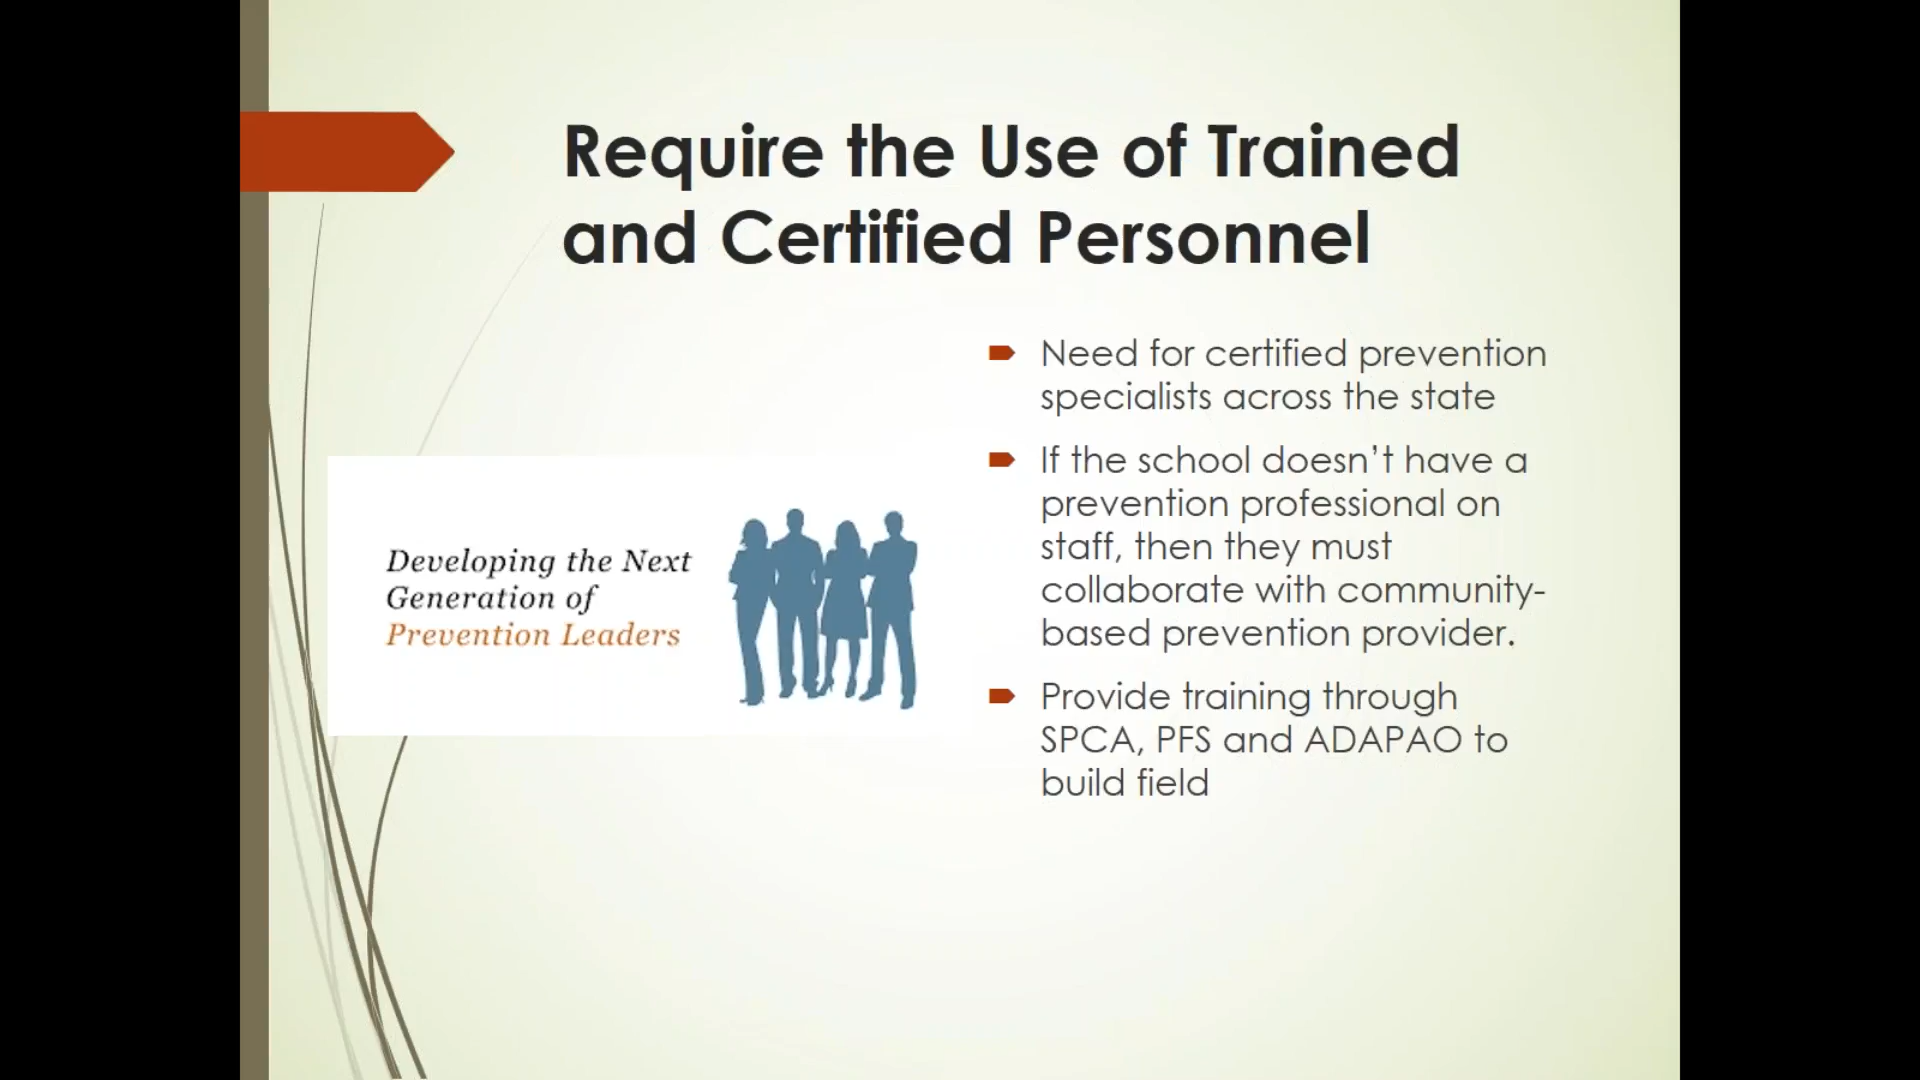 Require the Use of Trained
and Certified Personnel
Developing the Next
Generation of
Prevention Leaders
Need for certified prevention
specialists across the state
If the school doesn’t have a
prevention professional on
staff, then they must
collaborate with community-
based prevention provider.
Provide training through
SPCA, PFS and ADAPAO to
build field